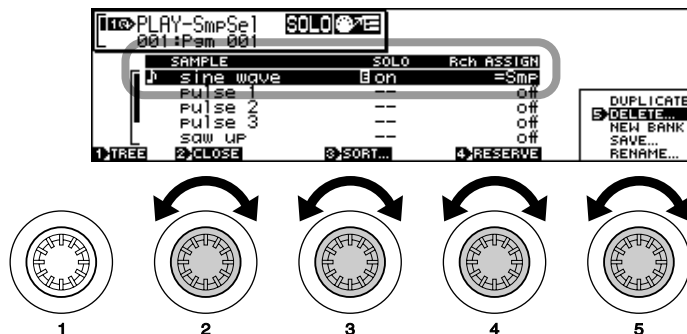 PLAY-SmpSel SOLO
001:Pgm 001
SAMPLE SOLO Rch ASSIGN
sine wave E on =Smp
pulse 1 -- off
pulse 2 -- off
pulse 3 -- off
saw up -- off
DUPLICATE
5 DELETE...
NEW BANK
SAVE...
RENAME...
1 TREE 2 CLOSE 3 SORT... 4 RESERVE
1 2 3 4 5